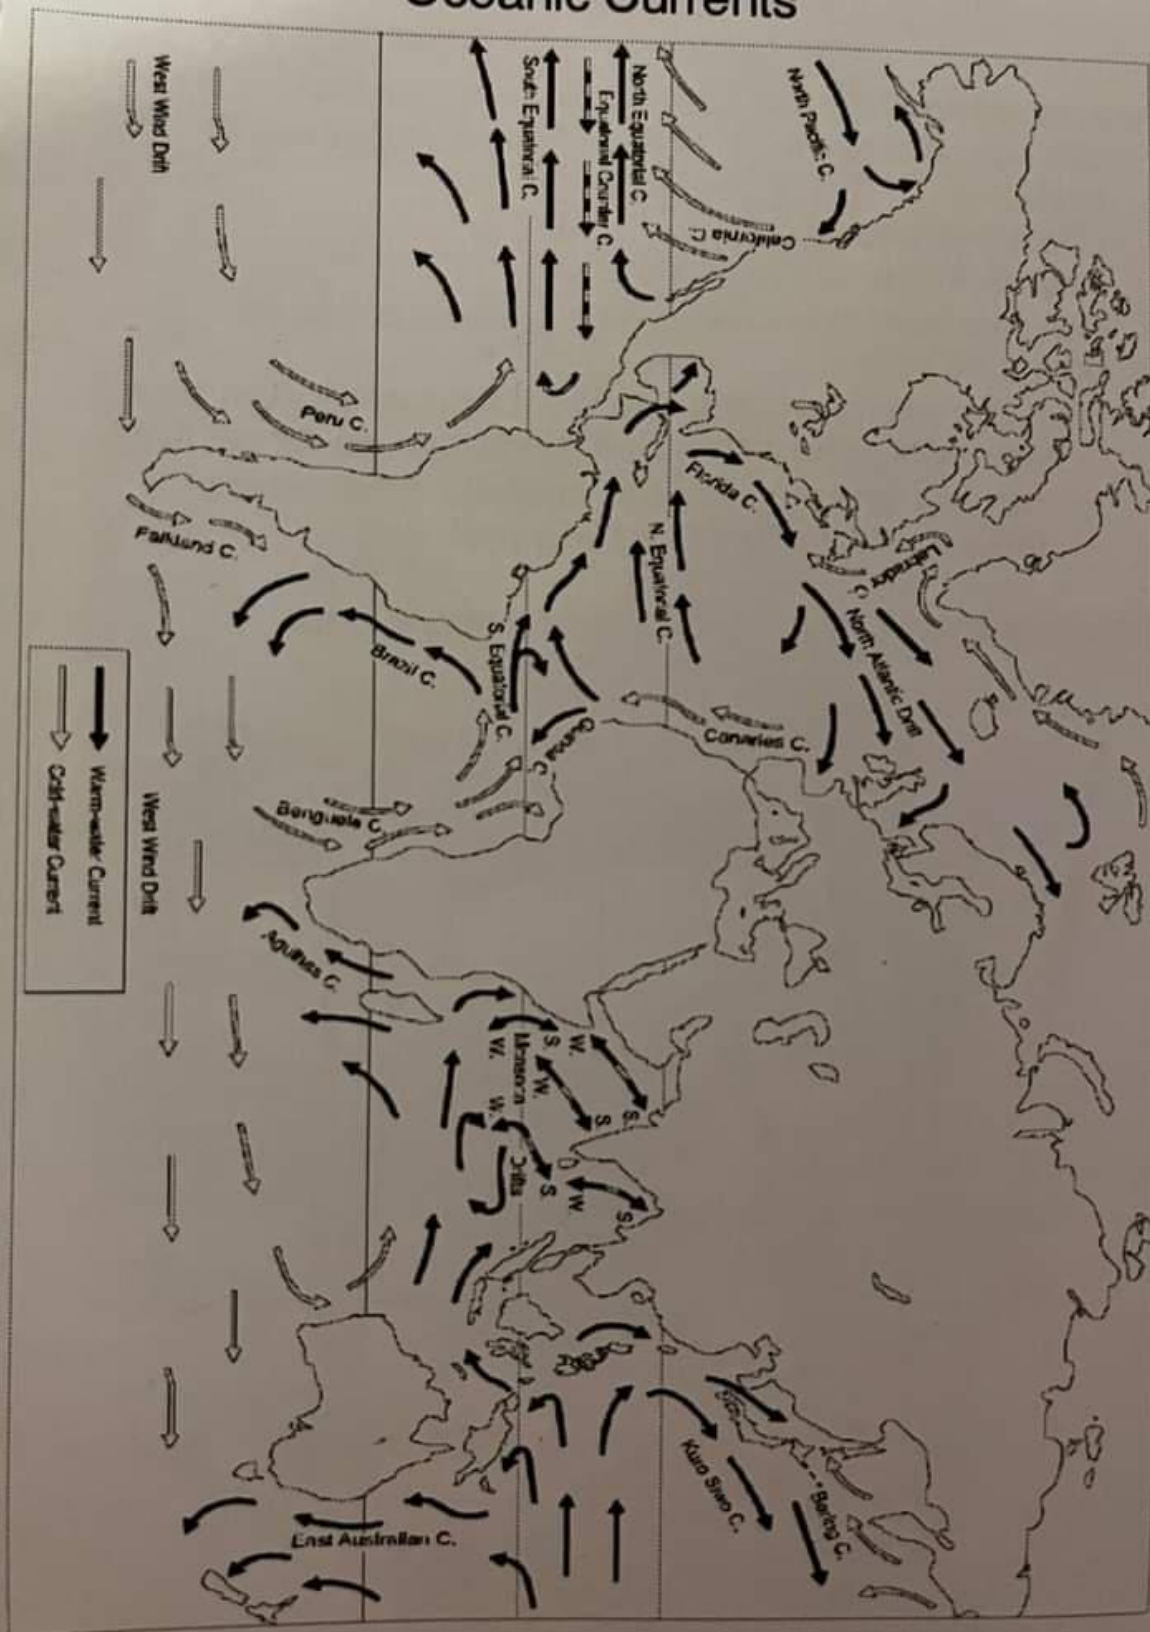 Oceanic Currents
North Pacific C.
California C.
North Equatorial C.
Equatorial Counter C.
South Equatorial C.
West Wind Drift
Peru C.
Falkland C.
Florida C.
Labrador C.
N. Equatorial C.
North Atlantic Drift
Canaries C.
S. Equatorial C.
Guinea C.
Brazil C.
Benguela C.
West Wind Drift
Agulhas C.
Monsoon Drifts
S.
W.
W.
S.
W.
S.
W.
S.
W.
S.
Kuro Siwo C.
Bering C.
East Australian C.
Warm-water Current
Cold-water Current